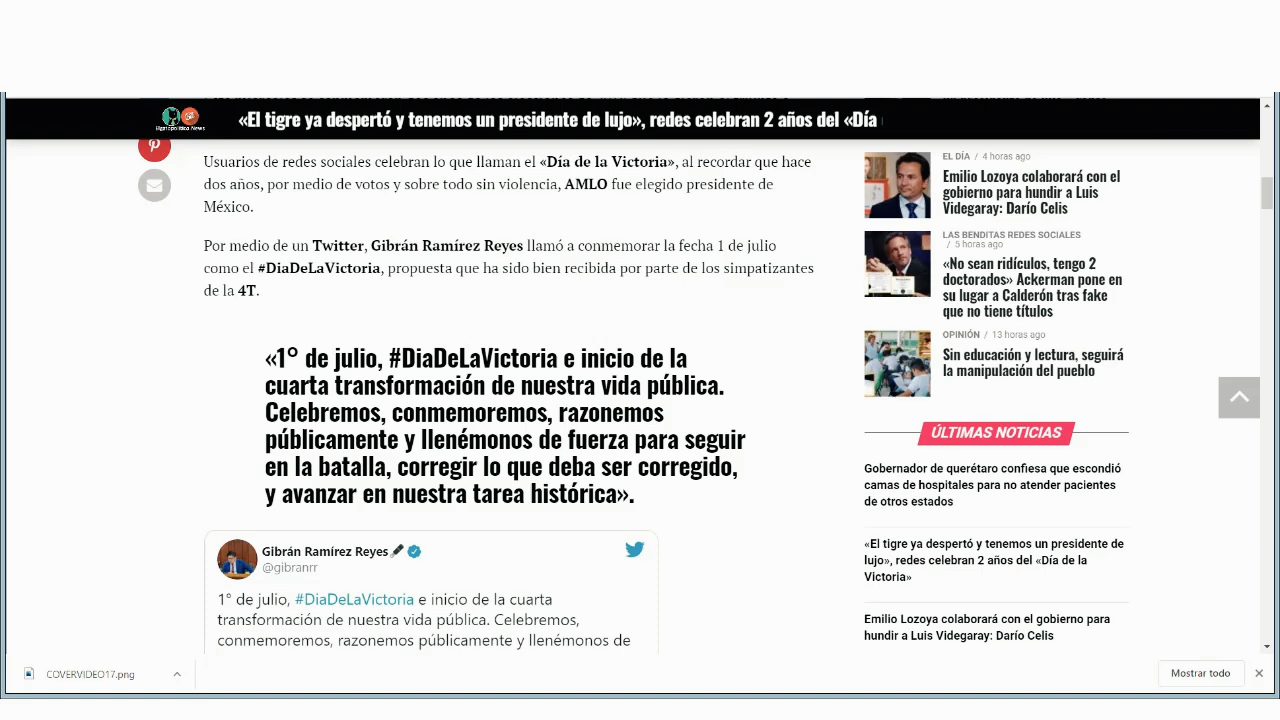 Elgatopolitico News
«El tigre ya despertó y tenemos un presidente de lujo», redes celebran 2 años del «Día
Usuarios de redes sociales celebran lo que llaman el «Día de la Victoria», al recordar que hace
dos años, por medio de votos y sobre todo sin violencia, AMLO fue elegido presidente de
México.
Por medio de un Twitter, Gibrán Ramírez Reyes llamó a conmemorar la fecha 1 de julio
como el #DiaDeLaVictoria, propuesta que ha sido bien recibida por parte de los simpatizantes
de la 4T.
«1° de julio, #DiaDeLaVictoria e inicio de la
cuarta transformación de nuestra vida pública.
Celebremos, conmemoremos, razonemos
públicamente y llenémonos de fuerza para seguir
en la batalla, corregir lo que deba ser corregido,
y avanzar en nuestra tarea histórica».
Gibrán Ramírez Reyes
@gibranrr
1° de julio, #DiaDeLaVictoria e inicio de la cuarta
transformación de nuestra vida pública. Celebremos,
conmemoremos, razonemos públicamente y llenémonos de
EL DÍA / 4 horas ago
Emilio Lozoya colaborará con el
gobierno para hundir a Luis
Videgaray: Darío Celis
LAS BENDITAS REDES SOCIALES
/ 5 horas ago
«No sean ridículos, tengo 2
doctorados» Ackerman pone en
su lugar a Calderón tras fake
que no tiene títulos
OPINIÓN / 13 horas ago
Sin educación y lectura, seguirá
la manipulación del pueblo
ÚLTIMAS NOTICIAS
Gobernador de querétaro confiesa que escondió
camas de hospitales para no atender pacientes
de otros estados
«El tigre ya despertó y tenemos un presidente de
lujo», redes celebran 2 años del «Día de la
Victoria»
Emilio Lozoya colaborará con el gobierno para
hundir a Luis Videgaray: Darío Celis
COVERVIDEO17.png
Mostrar todo